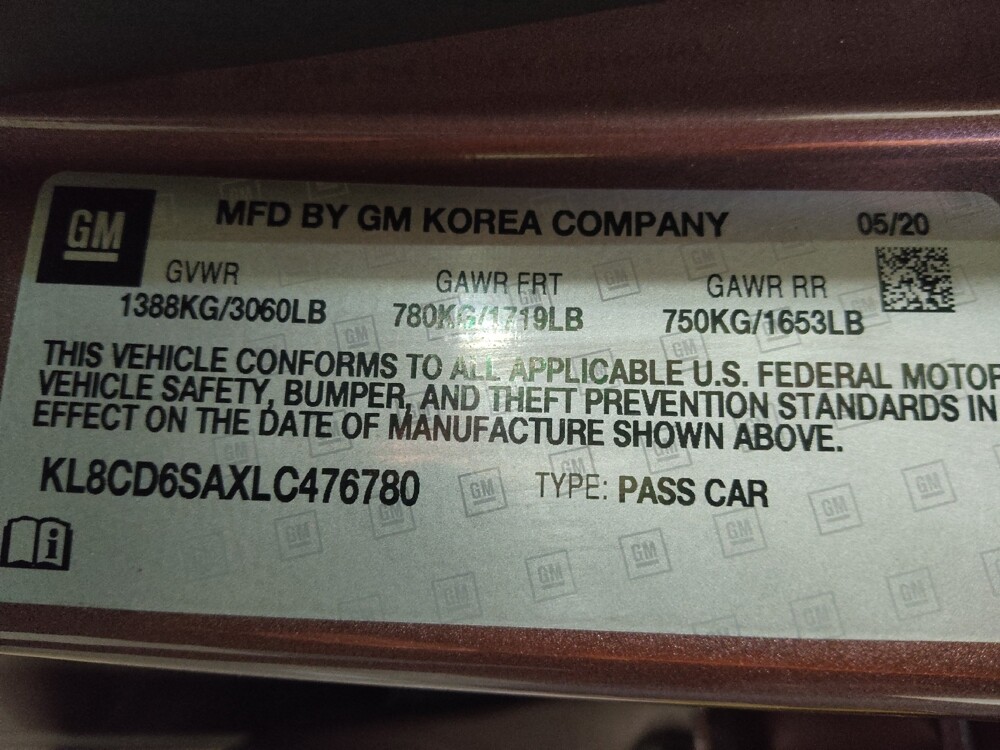 GM MFD BY GM KOREA COMPANY 05/20
GVWR GAWR FRT GAWR RR
1388KG/3060LB 780KG/1719LB 750KG/1653LB
THIS VEHICLE CONFORMS TO ALL APPLICABLE U.S. FEDERAL MOTOR
VEHICLE SAFETY, BUMPER, AND THEFT PREVENTION STANDARDS IN
EFFECT ON THE DATE OF MANUFACTURE SHOWN ABOVE.
KL8CD6SAXLC476780 TYPE: PASS CAR